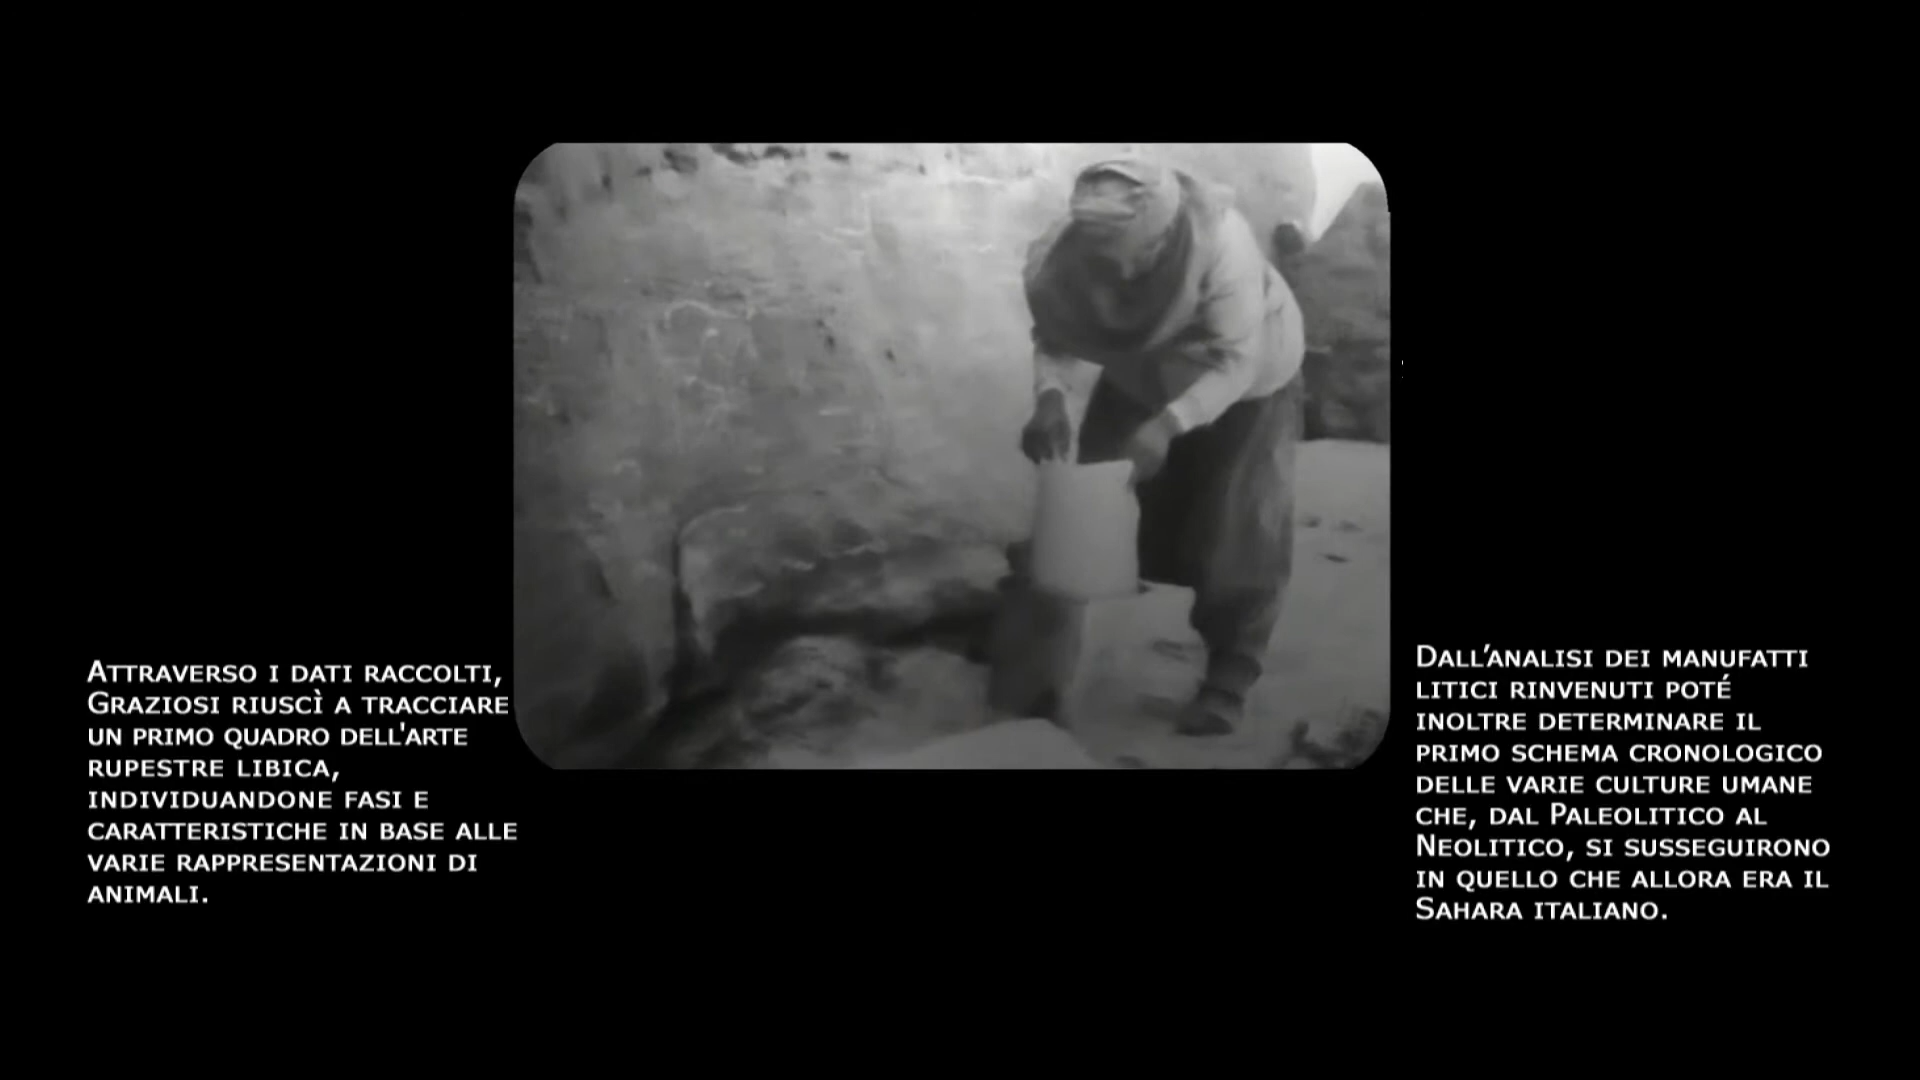 Attraverso i dati raccolti,
Graziosi riuscì a tracciare
un primo quadro dell'arte
rupestre libica,
individuandone fasi e
caratteristiche in base alle
varie rappresentazioni di
animali.
Dall’analisi dei manufatti
litici rinvenuti poté
inoltre determinare il
primo schema cronologico
delle varie culture umane
che, dal Paleolitico al
Neolitico, si susseguirono
in quello che allora era il
Sahara italiano.